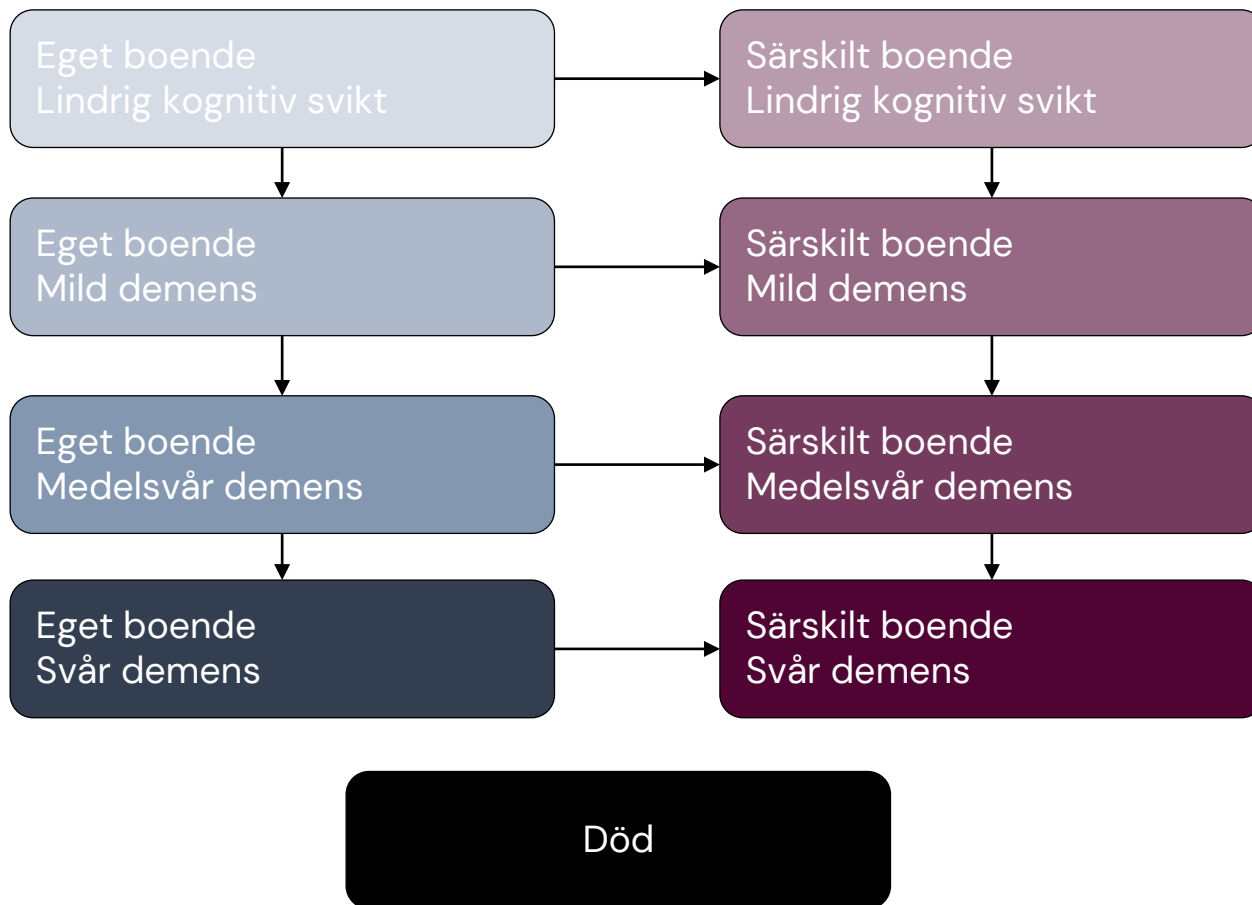 Eget boende
Lindrig kognitiv svikt
Särskilt boende
Lindrig kognitiv svikt
Eget boende
Mild demens
Särskilt boende
Mild demens
Eget boende
Medelsvår demens
Särskilt boende
Medelsvår demens
Eget boende
Svår demens
Särskilt boende
Svår demens
Död